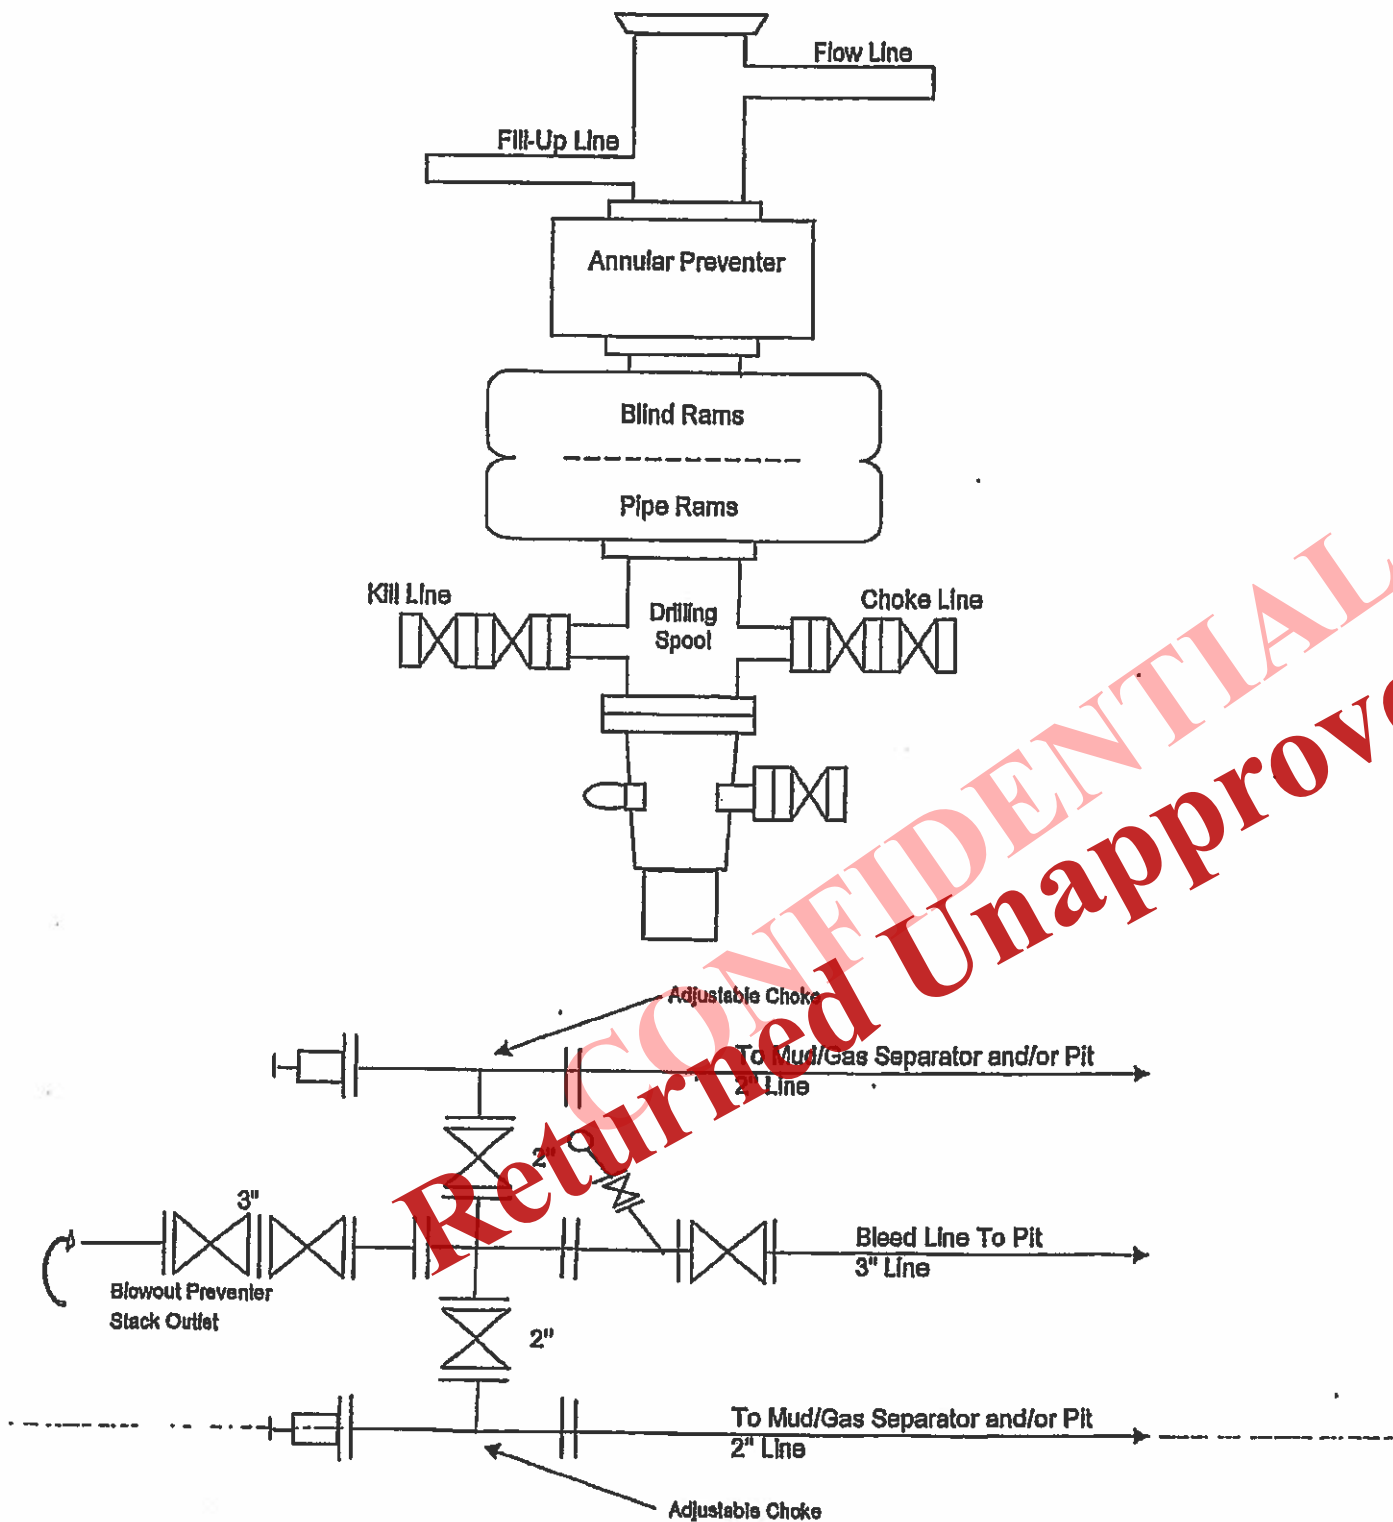 Flow Line
Fill-Up Line
Annular Preventer
Blind Rams
Pipe Rams
Kill Line
Choke Line
Drilling
Spool
CONFIDENTIAL
Returned Unapprove
Adjustable Choke
To Mud/Gas Separator and/or Pit
2" Line
2"
3"
Bleed Line To Pit
3" Line
Blowout Preventer
Stack Outlet
2"
To Mud/Gas Separator and/or Pit
2" Line
Adjustable Choke